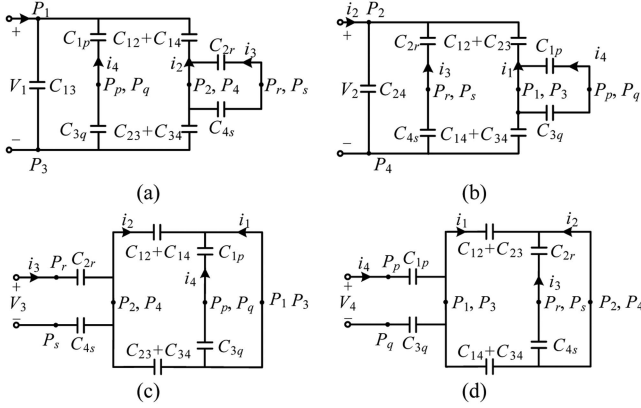 P1
+
i1
C1p
C12+C14
C2r
i3
i2
i4
V1
C13
Pp, Pq
P2, P4
Pr, Ps
C3q
C23+C34
C4s
−
P3
(a)
i2
P2
+
C2r
C12+C23
C1p
i4
i1
i3
V2
C24
Pr, Ps
P1, P3
Pp, Pq
C4s
C14+C34
C3q
−
P4
(b)
i2
i1
C12+C14
C1p
i3
Pr
C2r
i4
+
V3
P2, P4
Pp, Pq
P1 P3
−
Ps
C4s
C23+C34
C3q
(c)
i1
i2
C12+C23
C2r
i4
Pp
C1p
i3
+
V4
P1, P3
Pr, Ps
P2, P4
−
Pq
C3q
C14+C34
C4s
(d)